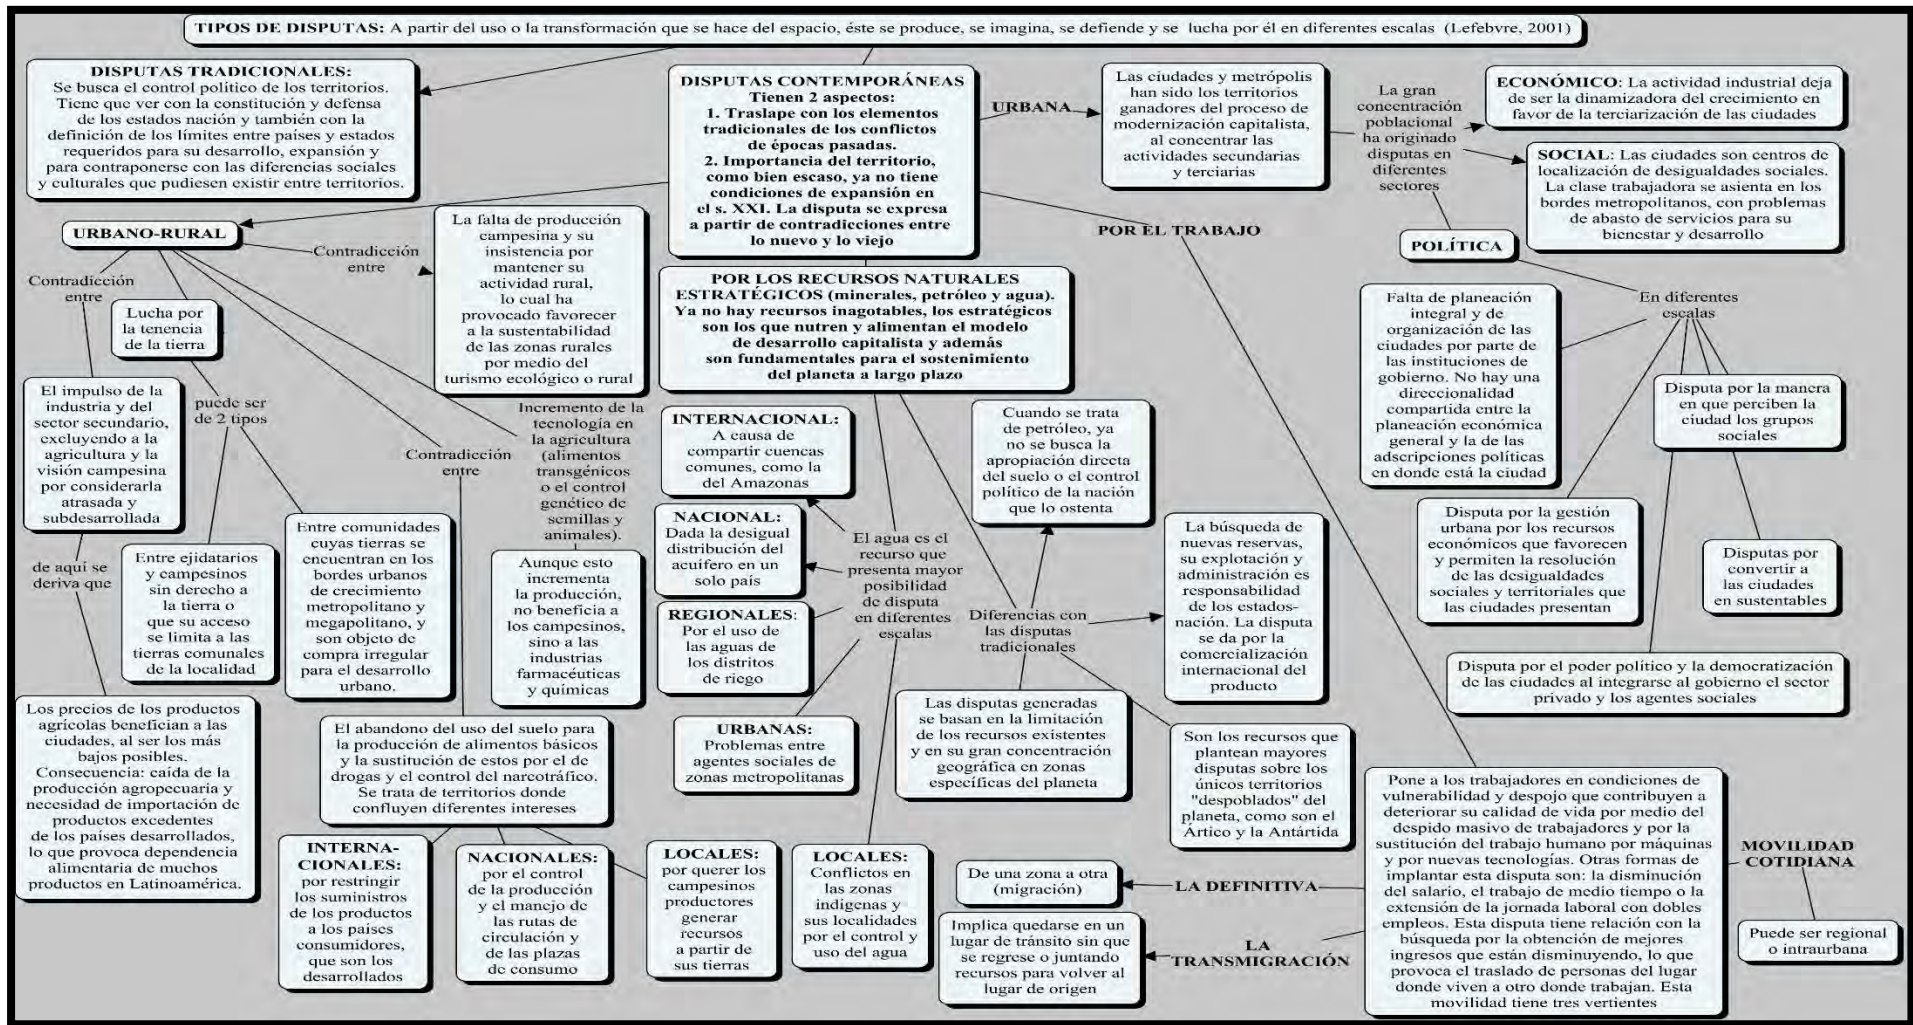 TIPOS DE DISPUTAS: A partir del uso o la transformación que se hace del espacio, éste se produce, se imagina, se defiende y se lucha por él en diferentes escalas (Lefebvre, 2001)
DISPUTAS TRADICIONALES:
Se busca el control político de los territorios.
Tiene que ver con la constitución y defensa
de los estados nación y también con la
definición de los límites entre países y estados
requeridos para su desarrollo, expansión y
para contraponerse con las diferencias sociales
y culturales que pudiesen existir entre territorios.
DISPUTAS CONTEMPORÁNEAS
Tienen 2 aspectos:
1. Traslape con los elementos
tradicionales de los conflictos
de épocas pasadas.
2. Importancia del territorio,
como bien escaso, ya no tiene
condiciones de expansión en
el s. XXI. La disputa se expresa
a partir de contradicciones entre
lo nuevo y lo viejo
URBANA
Las ciudades y metrópolis
han sido los territorios
ganadores del proceso de
modernización capitalista,
al concentrar las
actividades secundarias
y terciarias
La gran
concentración
poblacional
ha originado
disputas en
diferentes
sectores
ECONÓMICO: La actividad industrial deja
de ser la dinamizadora del crecimiento en
favor de la terciarización de las ciudades
SOCIAL: Las ciudades son centros de
localización de desigualdades sociales.
La clase trabajadora se asienta en los
bordes metropolitanos, con problemas
de abasto de servicios para su
bienestar y desarrollo
POLÍTICA
En diferentes
escalas
Falta de planeación
integral y de
organización de las
ciudades por parte de
las instituciones de
gobierno. No hay una
direccionalidad
compartida entre la
planeación económica
general y la de las
adscripciones políticas
en donde está la ciudad
Disputa por la manera
en que perciben la
ciudad los grupos
sociales
Disputa por la gestión
urbana por los recursos
económicos que favorecen
y permiten la resolución
de las desigualdades
sociales y territoriales que
las ciudades presentan
Disputas por
convertir a
las ciudades
en sustentables
Disputa por el poder político y la democratización
de las ciudades al integrarse al gobierno el sector
privado y los agentes sociales
URBANO-RURAL
Contradicción
entre
La falta de producción
campesina y su
insistencia por
mantener su
actividad rural,
lo cual ha
provocado favorecer
a la sustentabilidad
de las zonas rurales
por medio del
turismo ecológico o rural
Contradicción
entre
Lucha por
la tenencia
de la tierra
El impulso de la
industria y del
sector secundario,
excluyendo a la
agricultura y la
visión campesina
por considerarla
atrasada y
subdesarrollada
puede ser
de 2 tipos
Contradicción
entre
Incremento de la
tecnología en
la agricultura
(alimentos
transgénicos
o el control
genético de
semillas y
animales).
de aquí se
deriva que
Entre ejidatarios
y campesinos
sin derecho a
la tierra o
que su acceso
se limita a las
tierras comunales
de la localidad
Entre comunidades
cuyas tierras se
encuentran en los
bordes urbanos
de crecimiento
metropolitano y
megapolitano, y
son objeto de
compra irregular
para el desarrollo
urbano.
Aunque esto
incrementa
la producción,
no beneficia a
los campesinos,
sino a las
industrias
farmacéuticas
y químicas
Los precios de los productos
agrícolas benefician a las
ciudades, al ser los más
bajos posibles.
Consecuencia: caída de la
producción agropecuaria y
necesidad de importación de
productos excedentes
de los países desarrollados,
lo que provoca dependencia
alimentaria de muchos
productos en Latinoamérica.
El abandono del uso del suelo para
la producción de alimentos básicos
y la sustitución de estos por el de
drogas y el control del narcotráfico.
Se trata de territorios donde
confluyen diferentes intereses
INTERNA-
CIONALES:
por restringir
los suministros
de los productos
a los países
consumidores,
que son los
desarrollados
NACIONALES:
por el control
de la producción
y el manejo de
las rutas de
circulación y
de las plazas
de consumo
LOCALES:
por querer los
campesinos
productores
generar
recursos
a partir de
sus tierras
POR LOS RECURSOS NATURALES
ESTRATÉGICOS (minerales, petróleo y agua).
Ya no hay recursos inagotables, los estratégicos
son los que nutren y alimentan el modelo
de desarrollo capitalista y además
son fundamentales para el sostenimiento
del planeta a largo plazo
INTERNACIONAL:
A causa de
compartir cuencas
comunes, como la
del Amazonas
NACIONAL:
Dada la desigual
distribución del
acuífero en un
solo país
REGIONALES:
Por el uso de
las aguas de
los distritos
de riego
URBANAS:
Problemas entre
agentes sociales de
zonas metropolitanas
El agua es el
recurso que
presenta mayor
posibilidad
de disputa
en diferentes
escalas
LOCALES:
Conflictos en
las zonas
indígenas y
sus localidades
por el control y
uso del agua
Cuando se trata
de petróleo, ya
no se busca la
apropiación directa
del suelo o el control
político de la nación
que lo ostenta
Diferencias con
las disputas
tradicionales
La búsqueda de
nuevas reservas,
su explotación y
administración es
responsabilidad
de los estados-
nación. La disputa
se da por la
comercialización
internacional del
producto
Las disputas generadas
se basan en la limitación
de los recursos existentes
y en su gran concentración
geográfica en zonas
específicas del planeta
Son los recursos que
plantean mayores
disputas sobre los
únicos territorios
"despoblados" del
planeta, como son el
Ártico y la Antártida
POR EL TRABAJO
Pone a los trabajadores en condiciones de
vulnerabilidad y despojo que contribuyen a
deteriorar su calidad de vida por medio del
despido masivo de trabajadores y por la
sustitución del trabajo humano por máquinas
y por nuevas tecnologías. Otras formas de
implantar esta disputa son: la disminución
del salario, el trabajo de medio tiempo o la
extensión de la jornada laboral con dobles
empleos. Esta disputa tiene relación con la
búsqueda por la obtención de mejores
ingresos que están disminuyendo, lo que
provoca el traslado de personas del lugar
donde viven a otro donde trabajan. Esta
movilidad tiene tres vertientes
LA DEFINITIVA
De una zona a otra
(migración)
LA
TRANSMIGRACIÓN
Implica quedarse en un
lugar de tránsito sin que
se regrese o juntando
recursos para volver al
lugar de origen
MOVILIDAD
COTIDIANA
Puede ser regional
o intraurbana